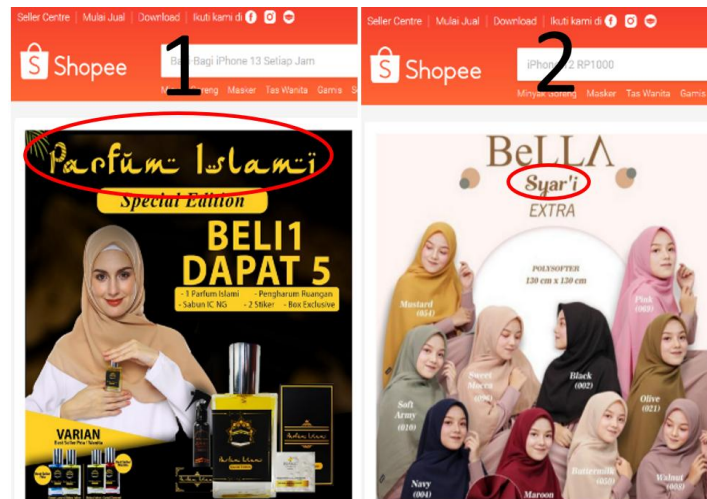 Seller Centre | Mulai Jual | Download | Ikuti kami di
Shopee
1
Bagi-Bagi iPhone 13 Setiap Jam
Minyak Goreng Masker Tas Wanita Gamis
Parfüm Islami
Special Edition
BELI1
DAPAT 5
- 1 Parfum Islami - Pengharum Ruangan
- Sabun IC NG - 2 Stiker - Box Exclusive
VARIAN
Seller Centre | Mulai Jual | Download | Ikuti kami di
Shopee
2
iPhone 12 RP1000
Minyak Goreng Masker Tas Wanita Gamis
BeLLA
Syar'i
EXTRA
POLYSOFTER
130 cm x 130 cm
Mustard
(054)
Pink
(069)
Sweet
Mocca
Black
(002)
Olive
(021)
Soft
Army
(010)
Navy
(004)
Maroon
Buttermilk
(050)
Walnut
(008)